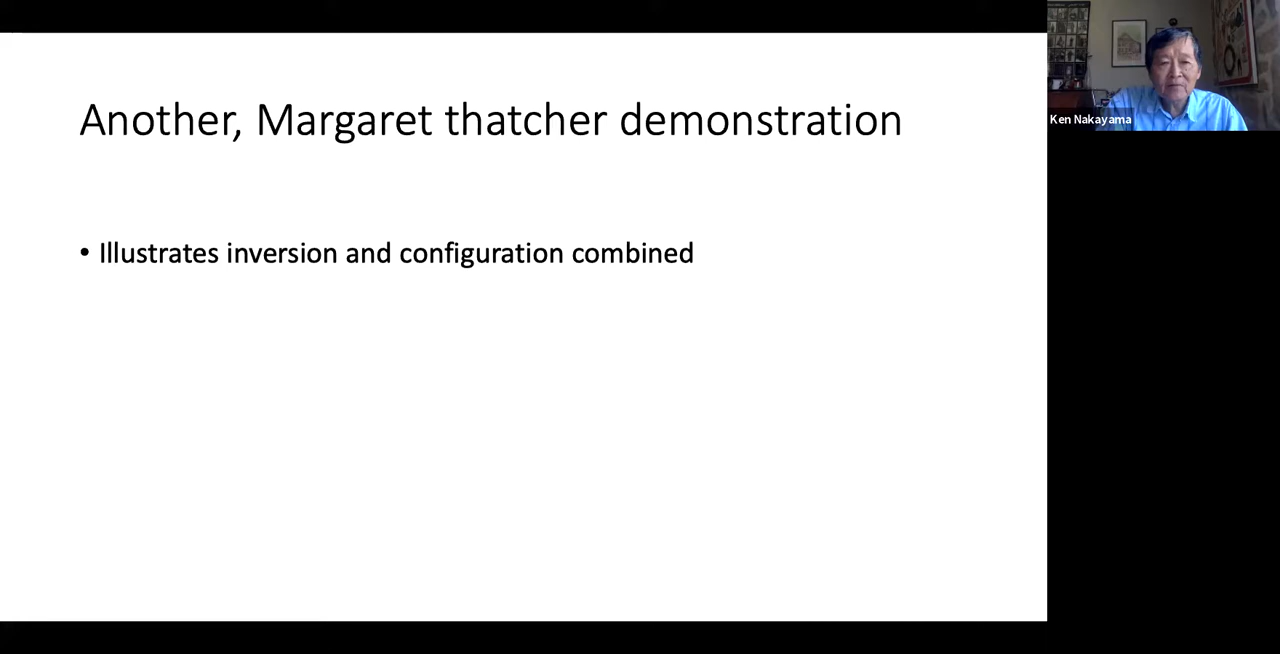 Another, Margaret thatcher demonstration
• Illustrates inversion and configuration combined
Ken Nakayama